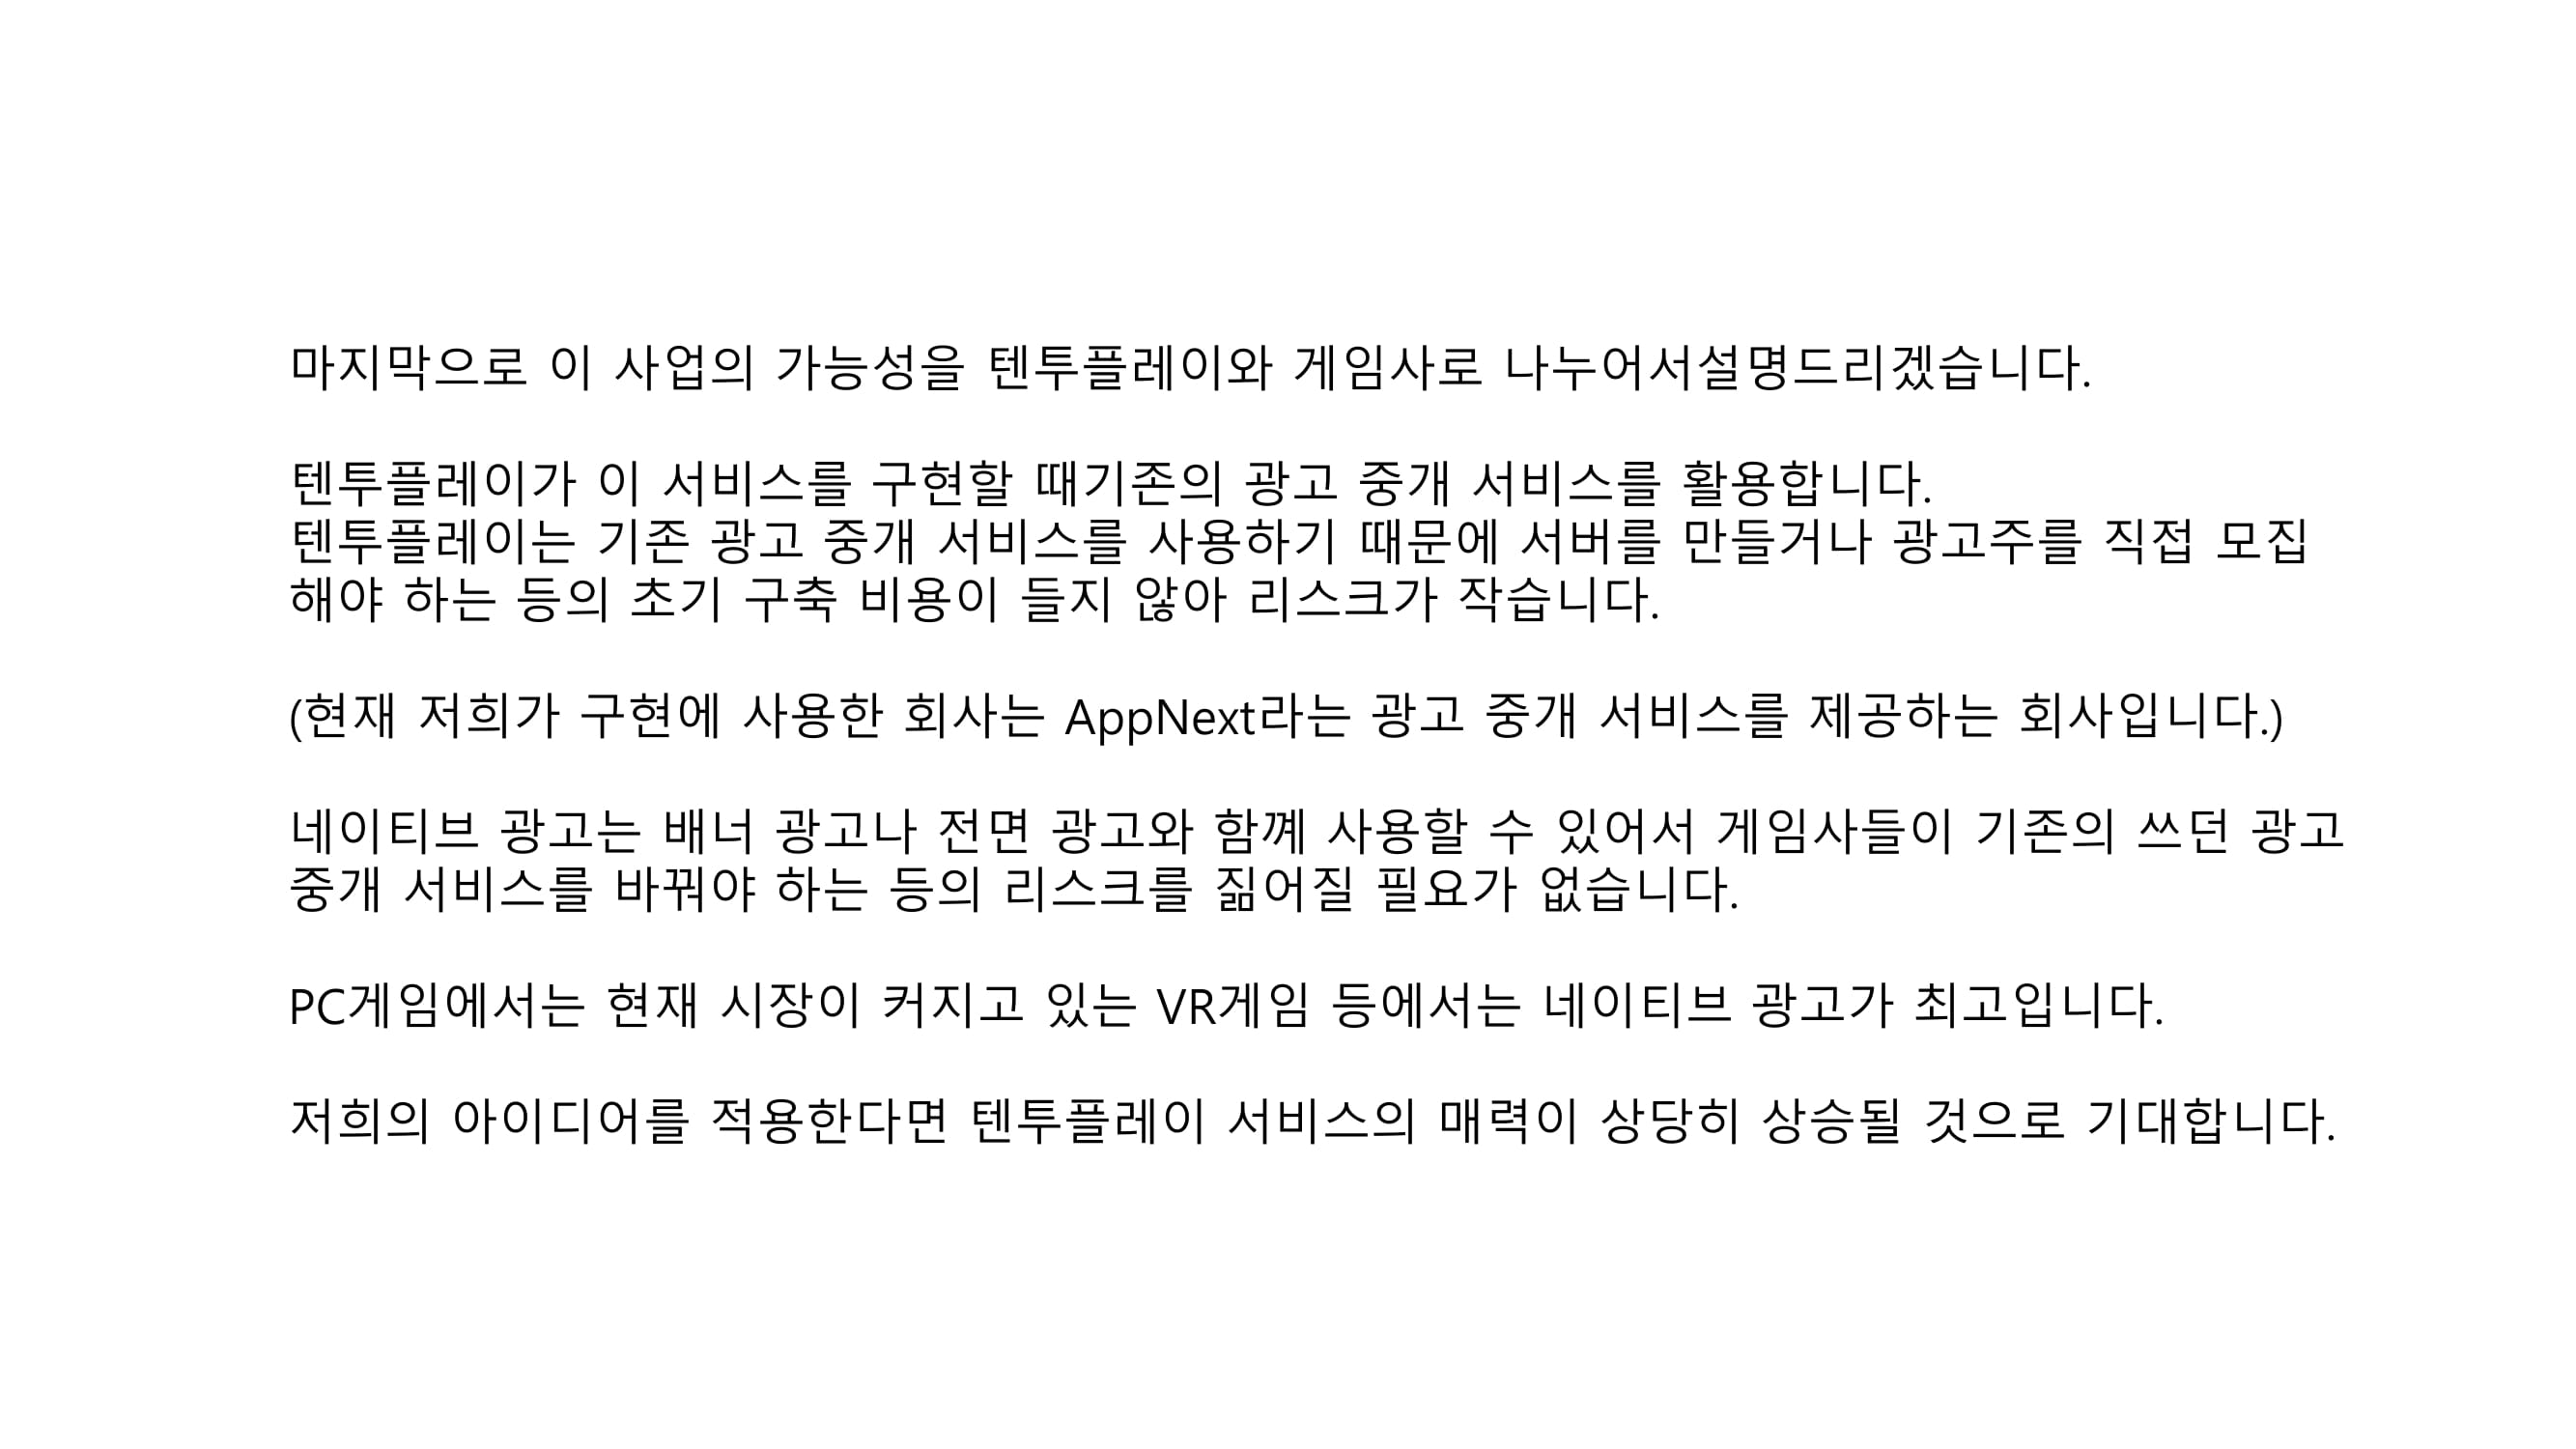 마지막으로 이 사업의 가능성을 텐투플레이와 게임사로 나누어서설명드리겠습니다.
텐투플레이가 이 서비스를 구현할 때기존의 광고 중개 서비스를 활용합니다.
텐투플레이는 기존 광고 중개 서비스를 사용하기 때문에 서버를 만들거나 광고주를 직접 모집
해야 하는 등의 초기 구축 비용이 들지 않아 리스크가 작습니다.
(현재 저희가 구현에 사용한 회사는 AppNext라는 광고 중개 서비스를 제공하는 회사입니다.)
네이티브 광고는 배너 광고나 전면 광고와 함꼐 사용할 수 있어서 게임사들이 기존의 쓰던 광고
중개 서비스를 바꿔야 하는 등의 리스크를 짊어질 필요가 없습니다.
PC게임에서는 현재 시장이 커지고 있는 VR게임 등에서는 네이티브 광고가 최고입니다.
저희의 아이디어를 적용한다면 텐투플레이 서비스의 매력이 상당히 상승될 것으로 기대합니다.